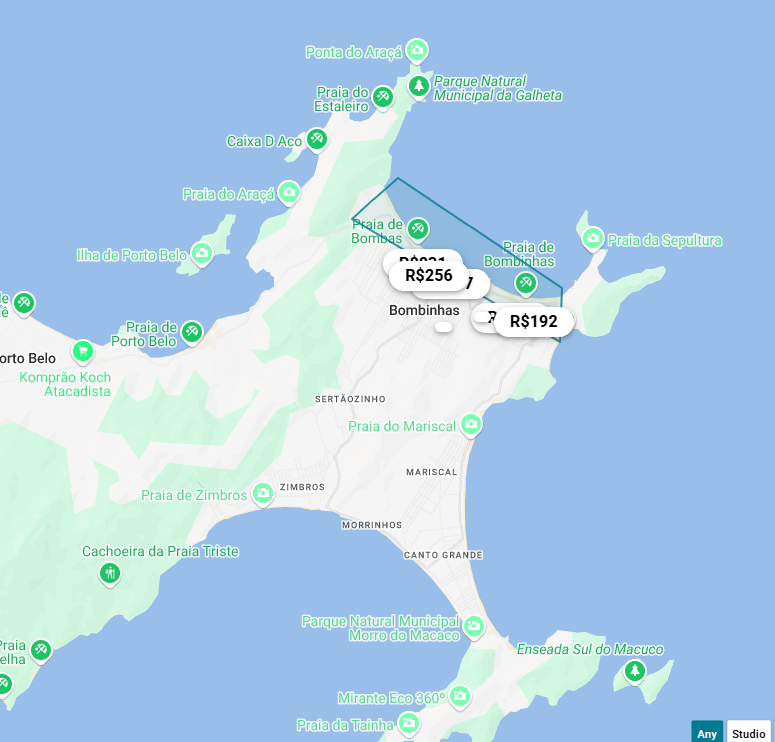 Ponta do Araçá
Parque Natural
Municipal da Galheta
Praia do
Estaleiro
Caixa D Aco
Praia do Araçá
Praia de
Bombas
Ilha de Porto Belo
Praia de
Bombinhas
Praia da Sepultura
R$256
7
Bombinhas
R$192
Praia de
Porto Belo
orto Belo
Komprão Koch
Atacadista
SERTÃOZINHO
Praia do Mariscal
MARISCAL
Praia de Zimbros
ZIMBROS
MORRINHOS
CANTO GRANDE
Cachoeira da Praia Triste
Parque Natural Municipal
Morro do Macaco
Praia
elha
Enseada Sul do Macuco
Mirante Eco 360º
Praia da Tainha
Any
Studio